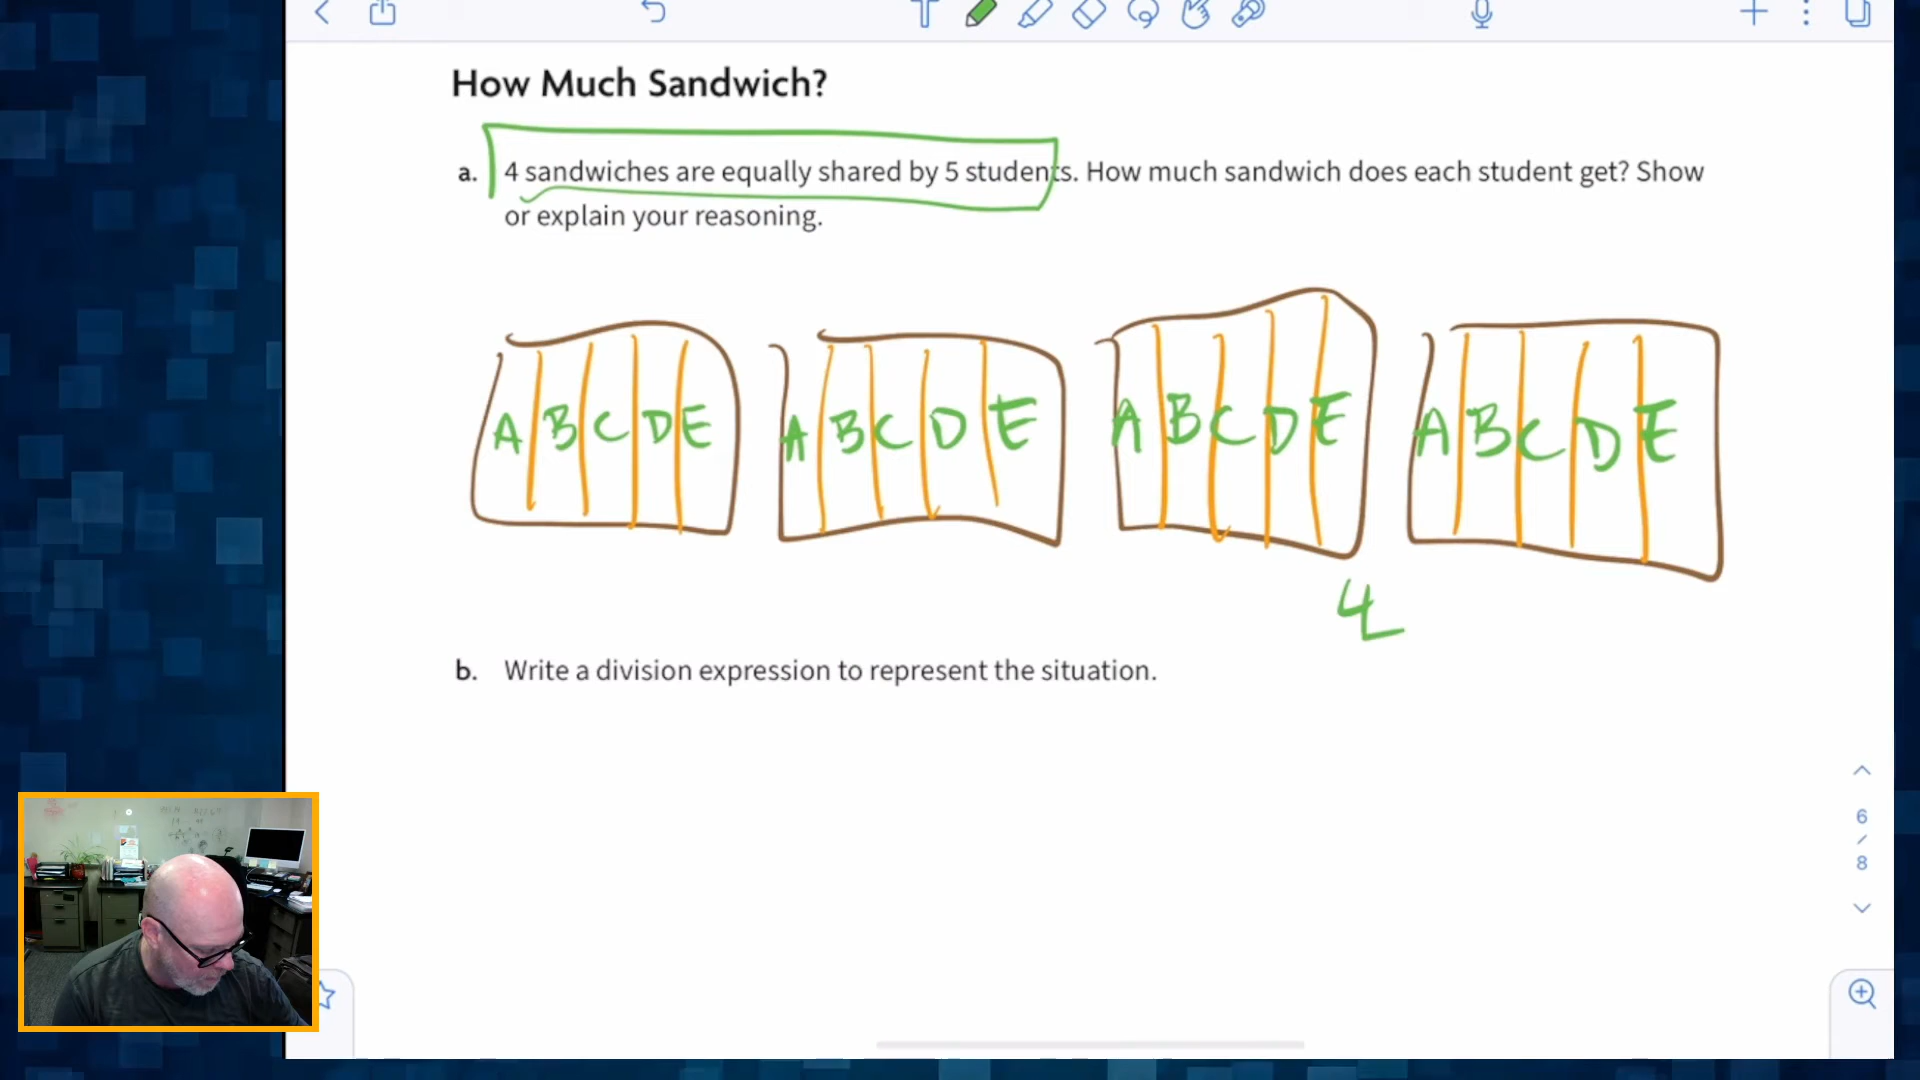 How Much Sandwich?
a. 4 sandwiches are equally shared by 5 students. How much sandwich does each student get? Show
or explain your reasoning.
A B C D E A B C D E A B C D E A B C D E
4
b. Write a division expression to represent the situation.
6
/
8